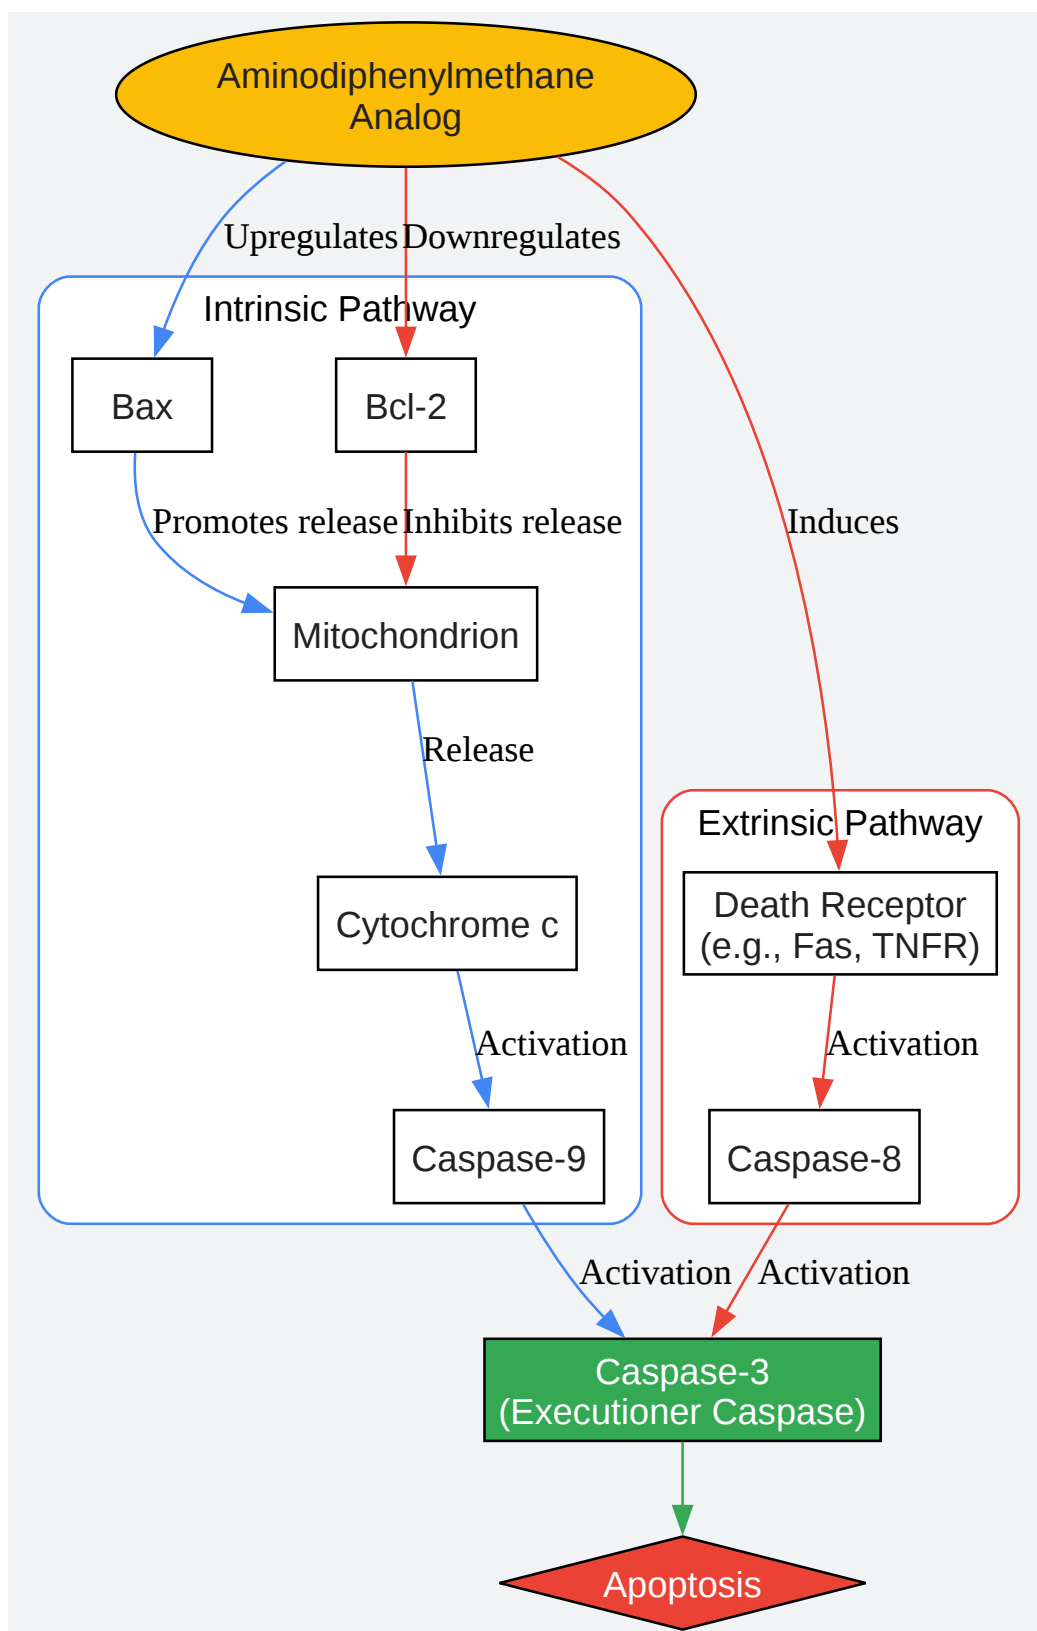 Aminodiphenylmethane
Analog
Upregulates
Downregulates
Intrinsic Pathway
Bax
Bcl-2
Promotes release
Inhibits release
Induces
Mitochondrion
Release
Extrinsic Pathway
Cytochrome c
Death Receptor
(e.g., Fas, TNFR)
Activation
Activation
Caspase-9
Caspase-8
Activation
Activation
Caspase-3
(Executioner Caspase)
Apoptosis